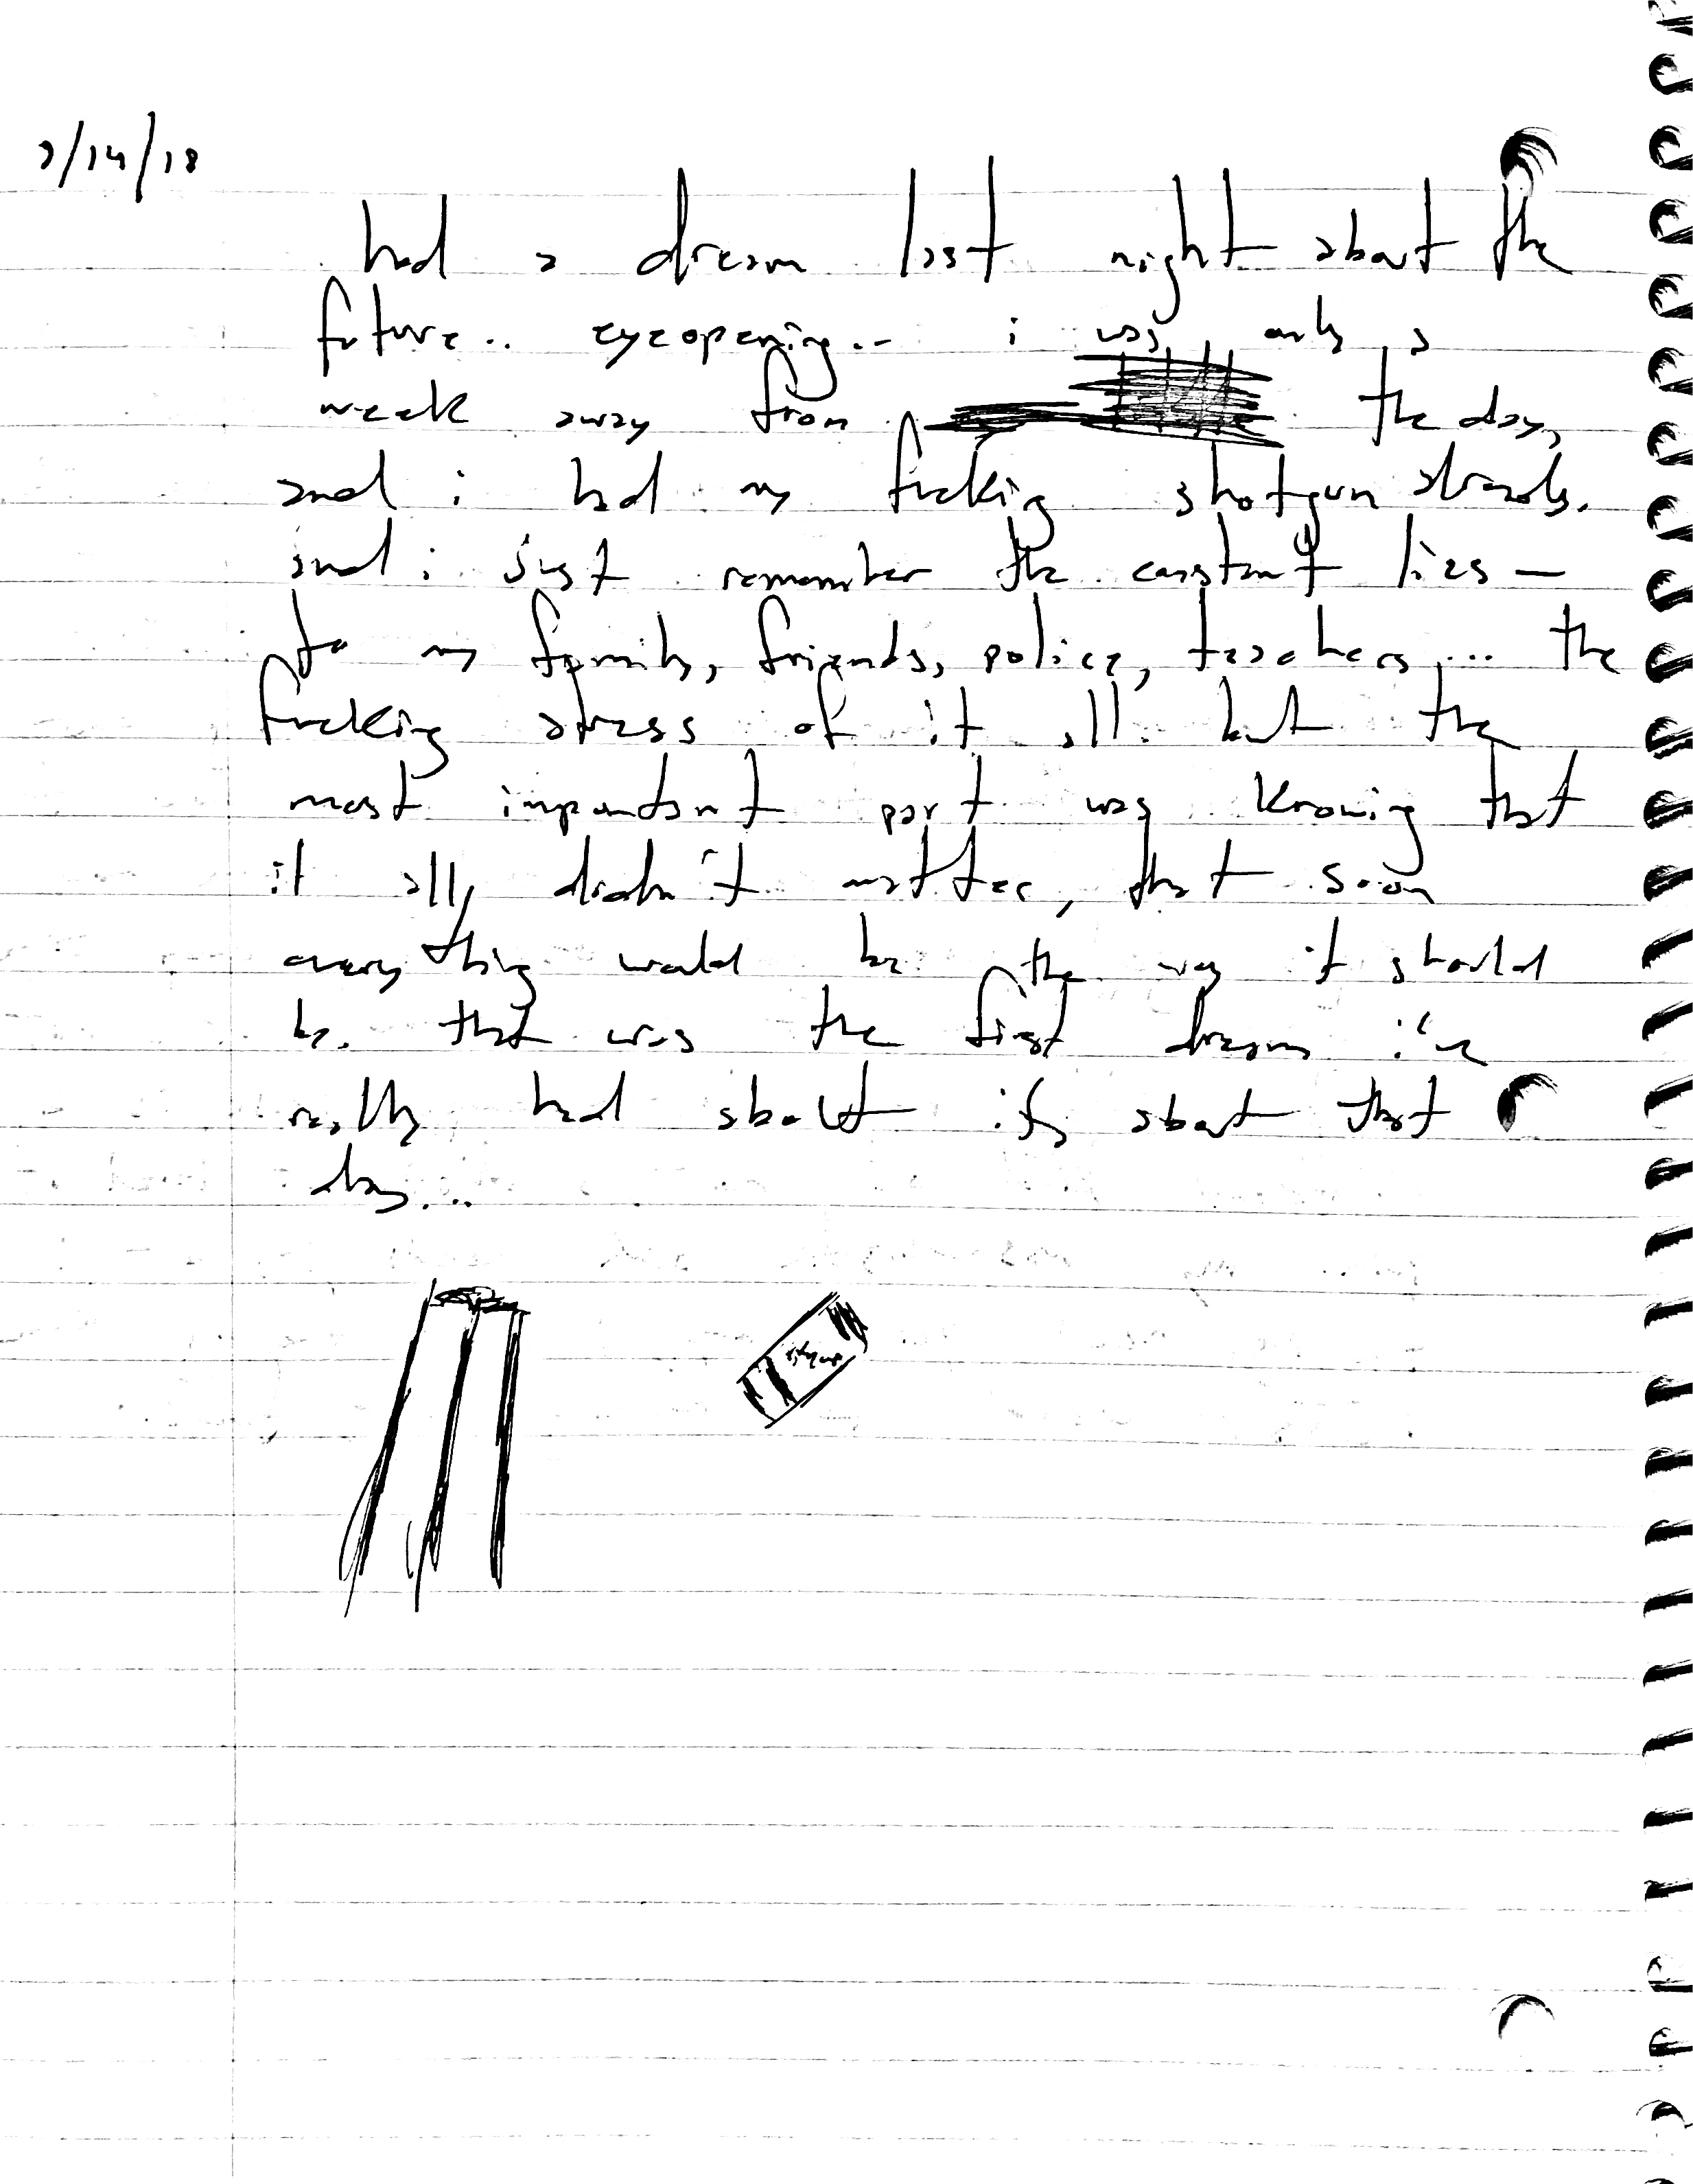 3/14/18
had a dream last night about the
future.. eyeopening.. i was only a
week away from the day,
and i had my fucking shotgun already.
and i just remember the constant lies —
to my family, friends, police, teachers... the
fucking stress of it all. but the
most important part was knowing that
it all didn't matter, that soon
everything would be the way it should
be. that was the first dream i've
really had about it, about that
day...